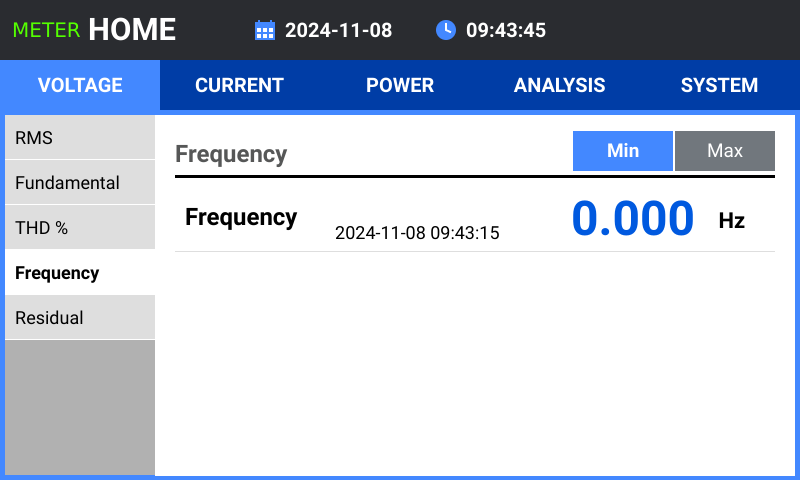 METER HOME 2024-11-08 09:43:45
VOLTAGE CURRENT POWER ANALYSIS SYSTEM
RMS
Fundamental
THD %
Frequency
Residual
Frequency Min Max
Frequency 2024-11-08 09:43:15 0.000 Hz